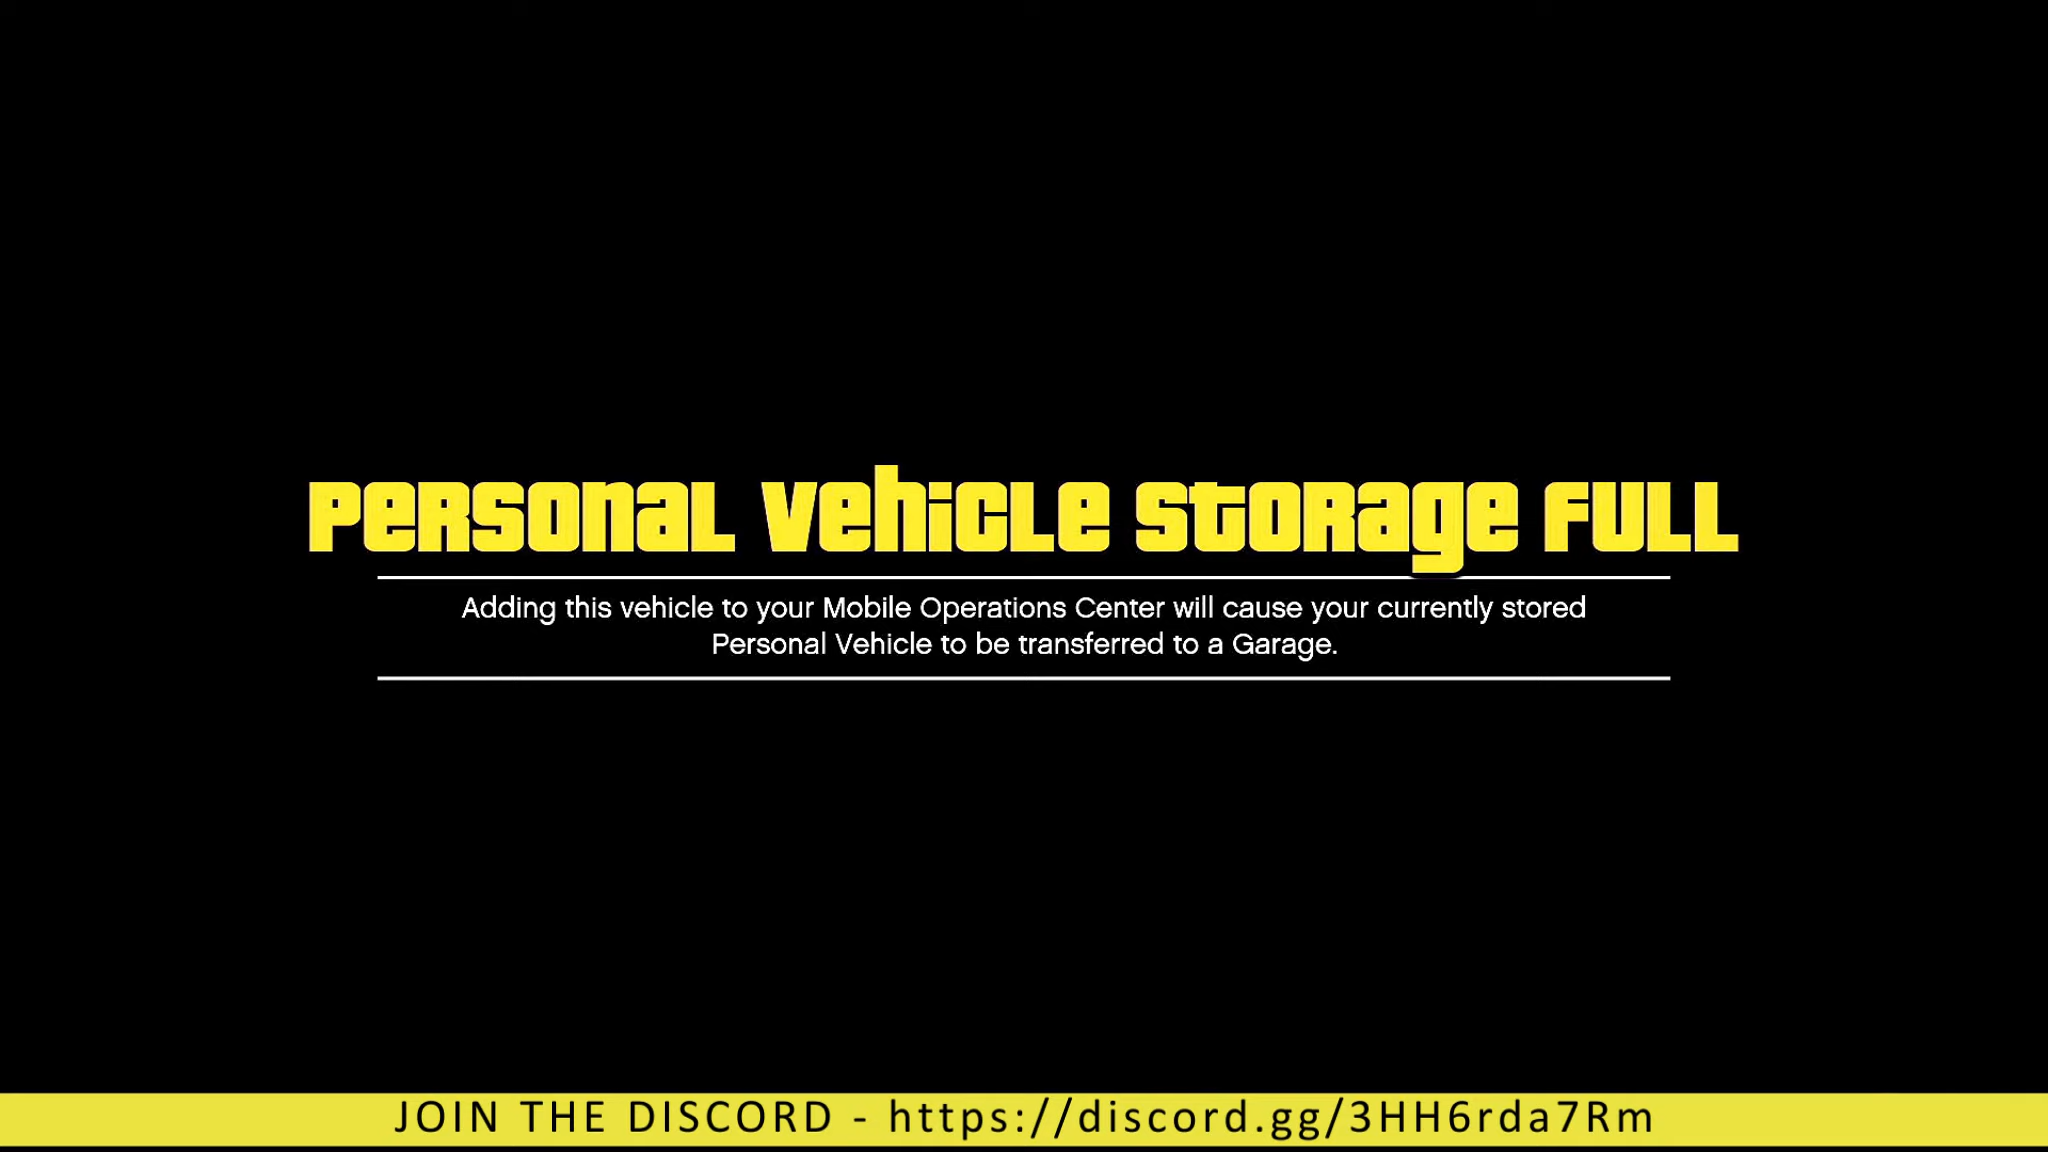 Personal Vehicle Storage Full
Adding this vehicle to your Mobile Operations Center will cause your currently stored
Personal Vehicle to be transferred to a Garage.
JOIN THE DISCORD - https://discord.gg/3HH6rda7Rm